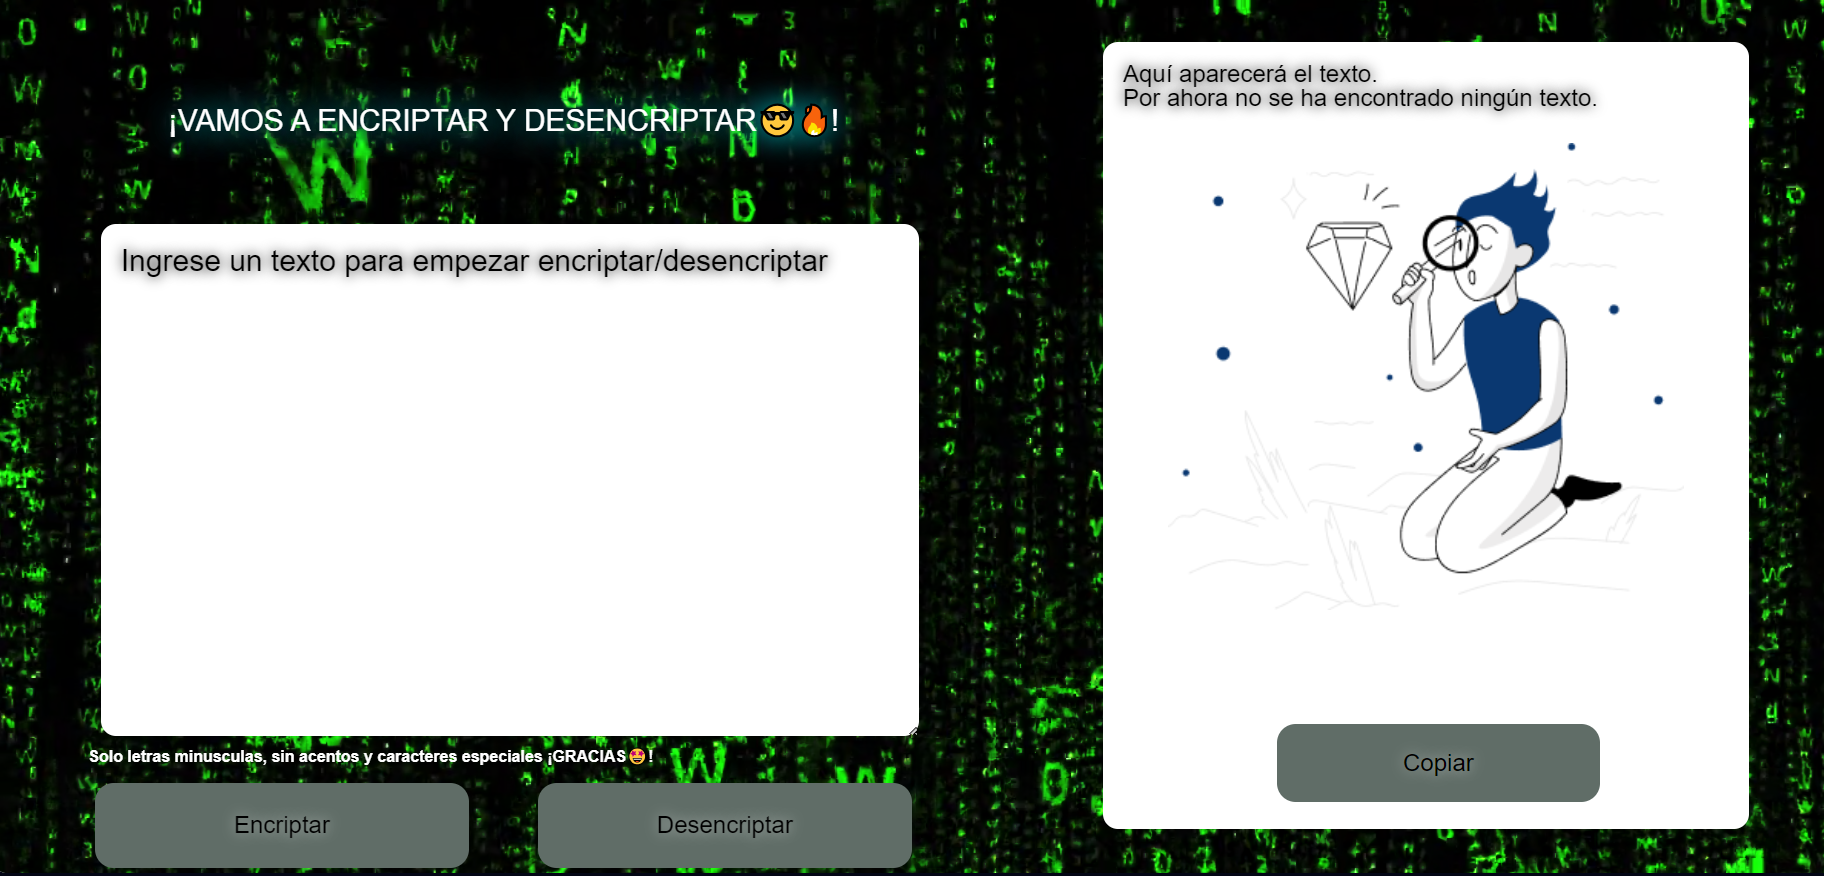 ¡VAMOS A ENCRIPTAR Y DESENCRIPTAR😎🔥!
Ingrese un texto para empezar encriptar/desencriptar
Solo letras minusculas, sin acentos y caracteres especiales ¡GRACIAS🤩!
Encriptar
Desencriptar
Aquí aparecerá el texto.
Por ahora no se ha encontrado ningún texto.
Copiar